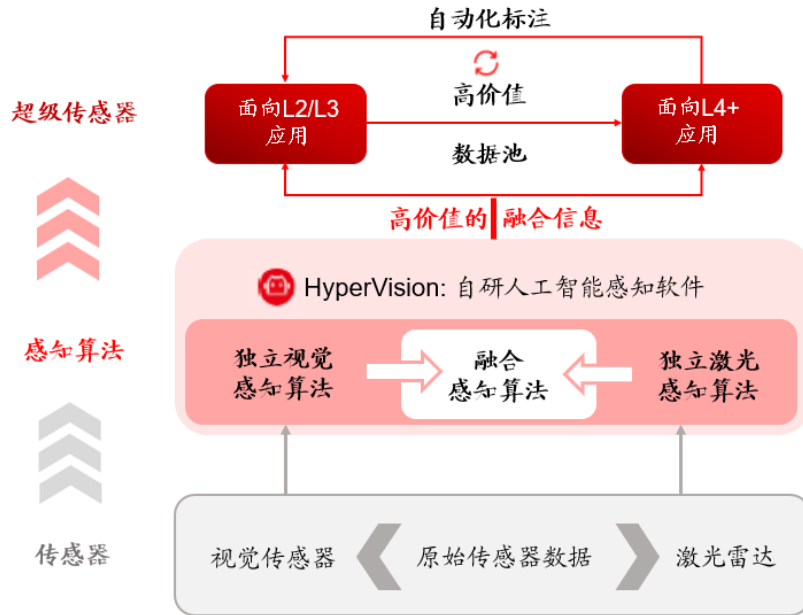 自动化标注
超级传感器
面向L2/L3
应用
高价值
数据池
面向L4+
应用
高价值的
融合信息
HyperVision: 自研人工智能感知软件
感知算法
独立视觉
感知算法
融合
感知算法
独立激光
感知算法
传感器
视觉传感器
原始传感器数据
激光雷达